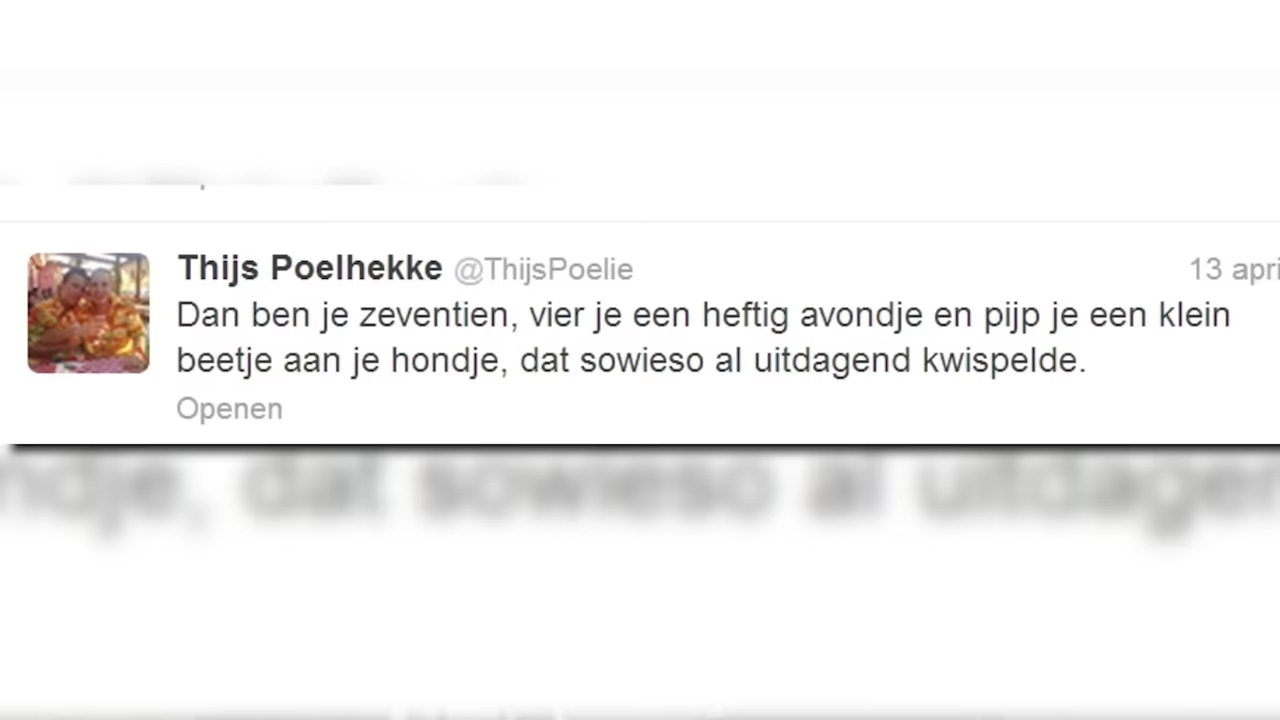 Thijs Poelhekke @ThijsPoelie 13 apri
Dan ben je zeventien, vier je een heftig avondje en pijp je een klein
beetje aan je hondje, dat sowieso al uitdagend kwispelde.
Openen